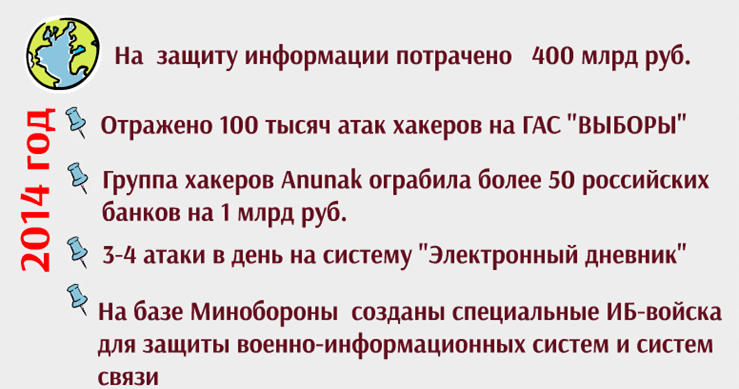 На защиту информации потрачено 400 млрд руб.
2014 год
Отражено 100 тысяч атак хакеров на ГАС "ВЫБОРЫ"
Группа хакеров Anunak ограбила более 50 российских
банков на 1 млрд руб.
3-4 атаки в день на систему "Электронный дневник"
На базе Минобороны созданы специальные ИБ-войска
для защиты военно-информационных систем и систем
связи